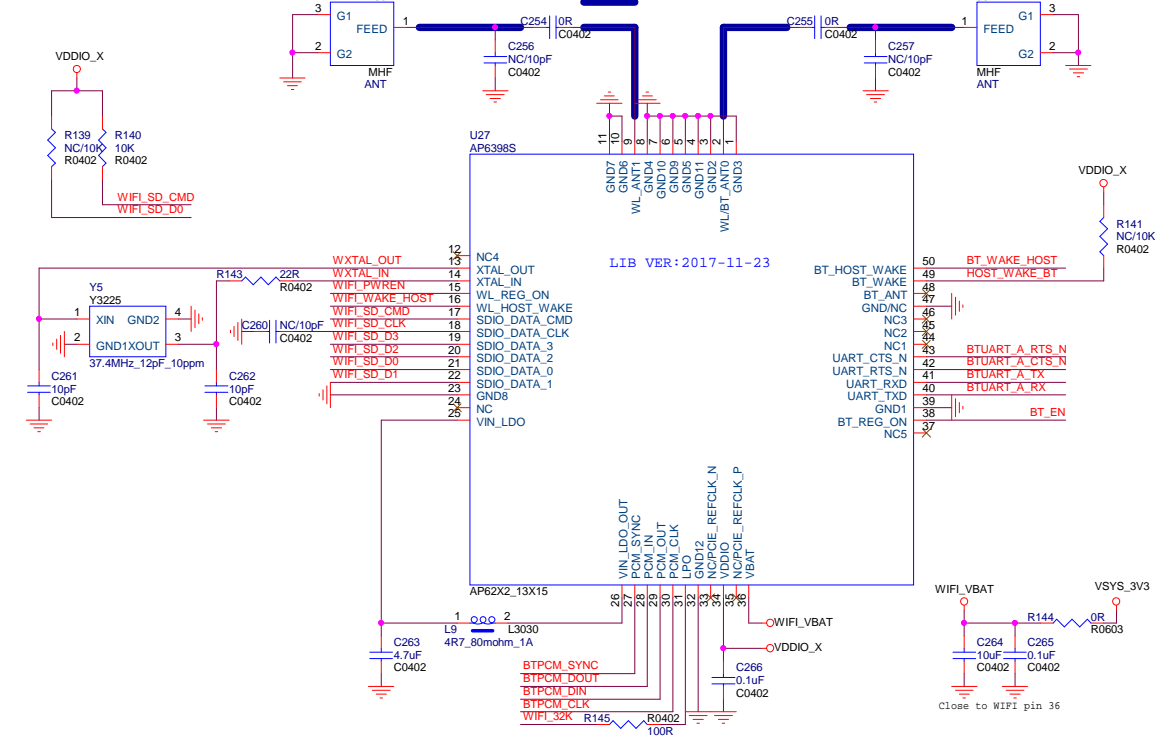 3
G1
FEED
1
2
G2
MHF
ANT
C254
0R
C0402
C256
NC/10pF
C0402
C255
0R
C0402
C257
NC/10pF
C0402
1
FEED
G1
3
G2
2
MHF
ANT
VDDIO_X
R139
NC/10K
R0402
R140
10K
R0402
WIFI_SD_CMD
WIFI_SD_D0
U27
AP6398S
11
10
9
8
7
6
5
4
3
2
1
GND7
GND6
WL_ANT1
GND4
GND10
GND9
GND5
GND11
GND2
WL/BT_ANT0
GND3
LIB VER:2017-11-23
VDDIO_X
R141
NC/10K
R0402
12
NC4
WXTAL_OUT
13
XTAL_OUT
R143
22R
R0402
WXTAL_IN
14
XTAL_IN
WIFI_PWREN
15
WL_REG_ON
WIFI_WAKE_HOST
16
WL_HOST_WAKE
WIFI_SD_CMD
17
SDIO_DATA_CMD
WIFI_SD_CLK
18
SDIO_DATA_CLK
WIFI_SD_D3
19
SDIO_DATA_3
WIFI_SD_D2
20
SDIO_DATA_2
WIFI_SD_D0
21
SDIO_DATA_0
WIFI_SD_D1
22
SDIO_DATA_1
23
GND8
24
NC
25
VIN_LDO
C260
NC/10pF
C0402
Y5
Y3225
1
XIN
GND2
4
2
GND1
XOUT
3
37.4MHz_12pF_10ppm
C261
10pF
C0402
C262
10pF
C0402
BT_HOST_WAKE
50
BT_WAKE_HOST
BT_WAKE
49
HOST_WAKE_BT
BT_ANT
48
GND/NC
47
NC3
46
NC2
45
NC1
44
UART_CTS_N
43
BTUART_A_RTS_N
UART_RTS_N
42
BTUART_A_CTS_N
UART_RXD
41
BTUART_A_TX
UART_TXD
40
BTUART_A_RX
GND1
39
BT_REG_ON
38
BT_EN
NC5
37
VIN_LDO_OUT
PCM_SYNC
PCM_IN
PCM_OUT
PCM_CLK
LPO
GND12
NC/PCIE_REFCLK_N
VDDIO
NC/PCIE_REFCLK_P
VBAT
AP62X2_13X15
26
27
28
29
30
31
32
33
34
35
36
1
2
L9
L3030
4R7_80mohm_1A
C263
4.7uF
C0402
BTPCM_SYNC
BTPCM_DOUT
BTPCM_DIN
BTPCM_CLK
WIFI_32K
R145
R0402
100R
WIFI_VBAT
VDDIO_X
C266
0.1uF
C0402
WIFI_VBAT
VSYS_3V3
R144
0R
R0603
C264
10uF
C0402
C265
0.1uF
C0402
Close to WIFI pin 36